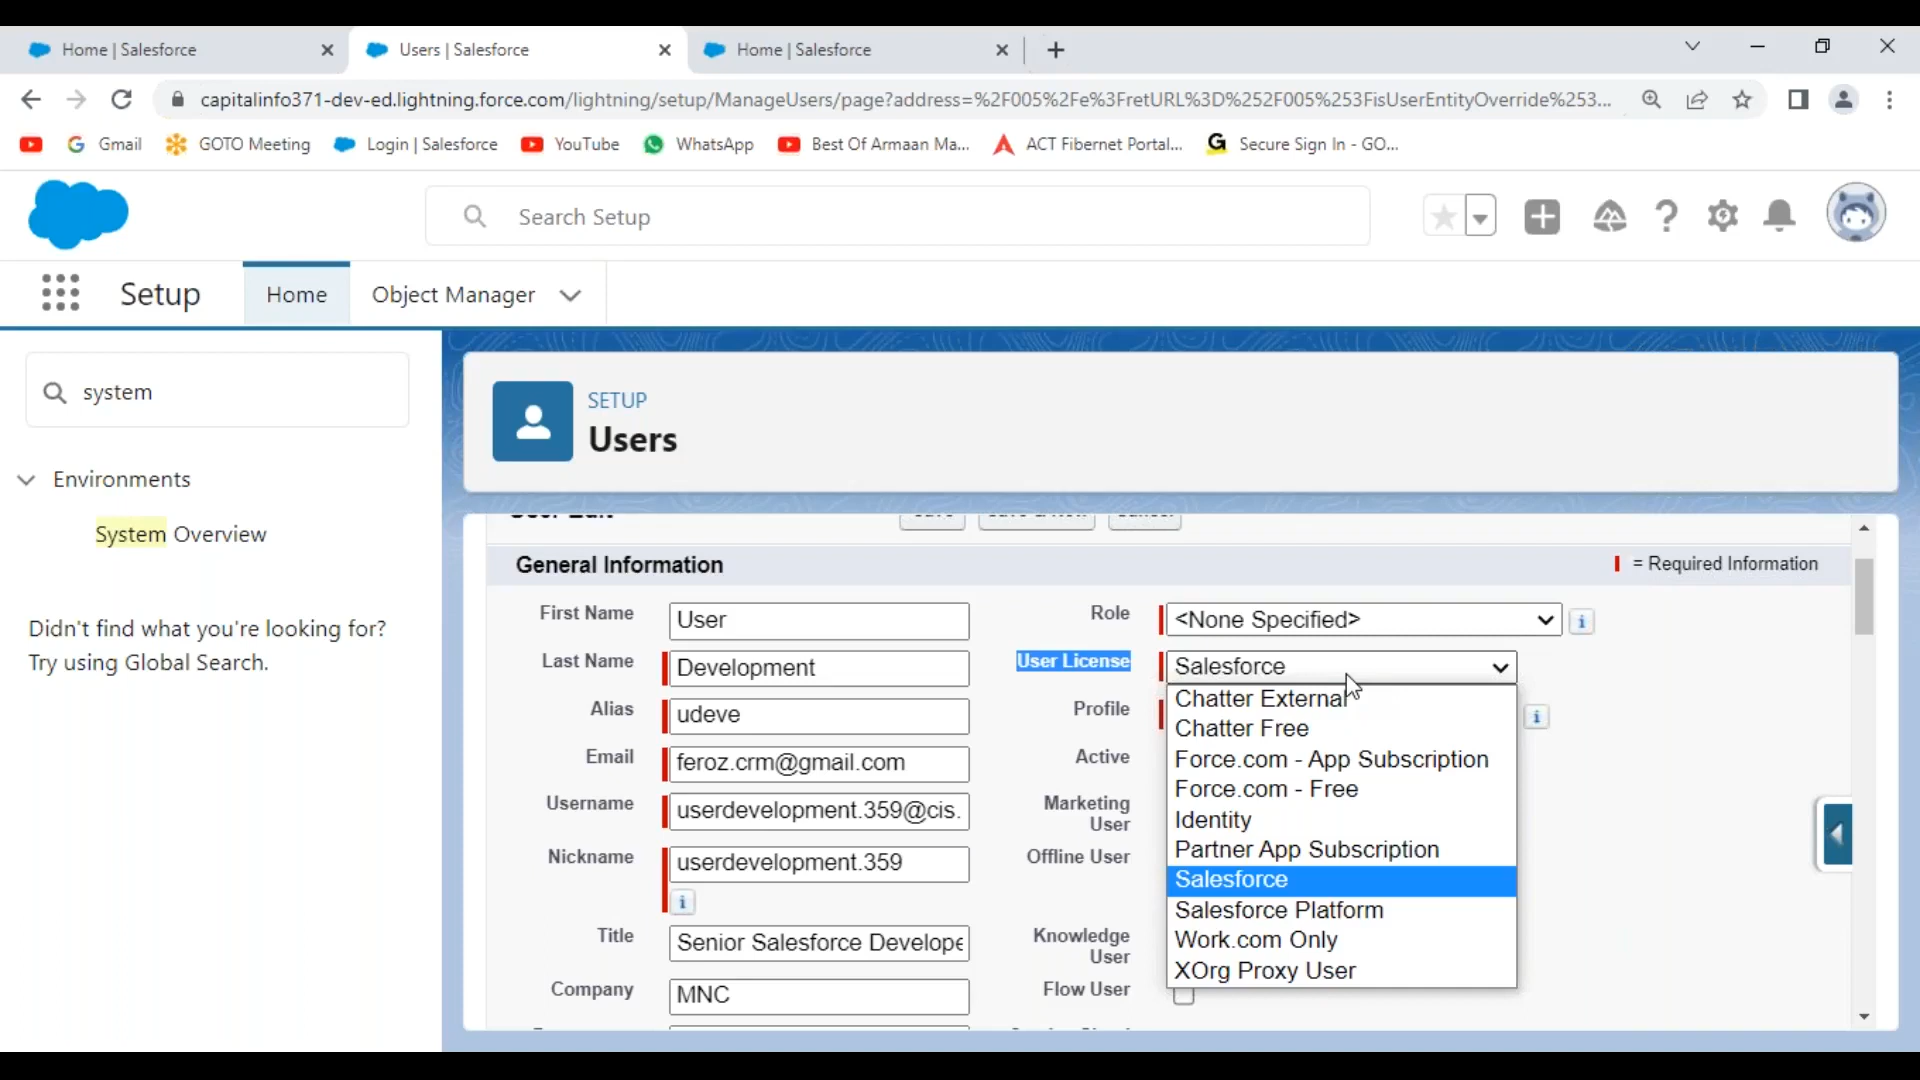 Home | Salesforce
Users | Salesforce
Home | Salesforce
capitalinfo371-dev-ed.lightning.force.com/lightning/setup/ManageUsers/page?address=%2F005%2Fe%3FretURL%3D%252F005%253FisUserEntityOverride%253...
Gmail
GOTO Meeting
Login | Salesforce
YouTube
WhatsApp
Best Of Armaan Ma...
ACT Fibernet Portal...
Secure Sign In - GO...
Search Setup
Setup
Home
Object Manager
system
Environments
System Overview
Didn't find what you're looking for?
Try using Global Search.
SETUP
Users
General Information
= Required Information
First Name
User
Last Name
Development
Alias
udeve
Email
feroz.crm@gmail.com
Username
userdevelopment.359@cis.
Nickname
userdevelopment.359
Title
Senior Salesforce Develope
Company
MNC
Role
<None Specified>
User License
Salesforce
Profile
Active
Marketing
User
Offline User
Knowledge
User
Flow User
Chatter External
Chatter Free
Force.com - App Subscription
Force.com - Free
Identity
Partner App Subscription
Salesforce
Salesforce Platform
Work.com Only
XOrg Proxy User